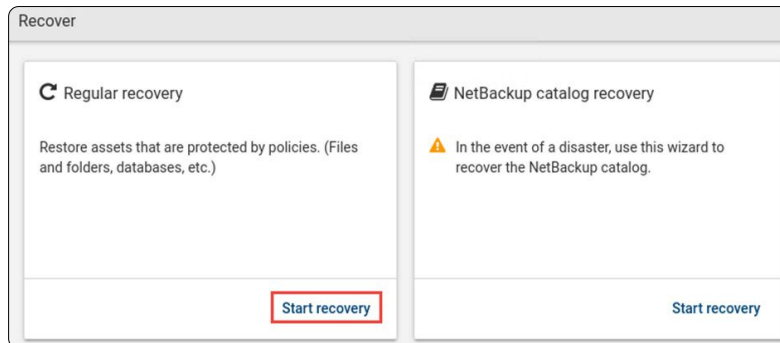 Recover
Regular recovery
Restore assets that are protected by policies. (Files
and folders, databases, etc.)
Start recovery
NetBackup catalog recovery
In the event of a disaster, use this wizard to
recover the NetBackup catalog.
Start recovery